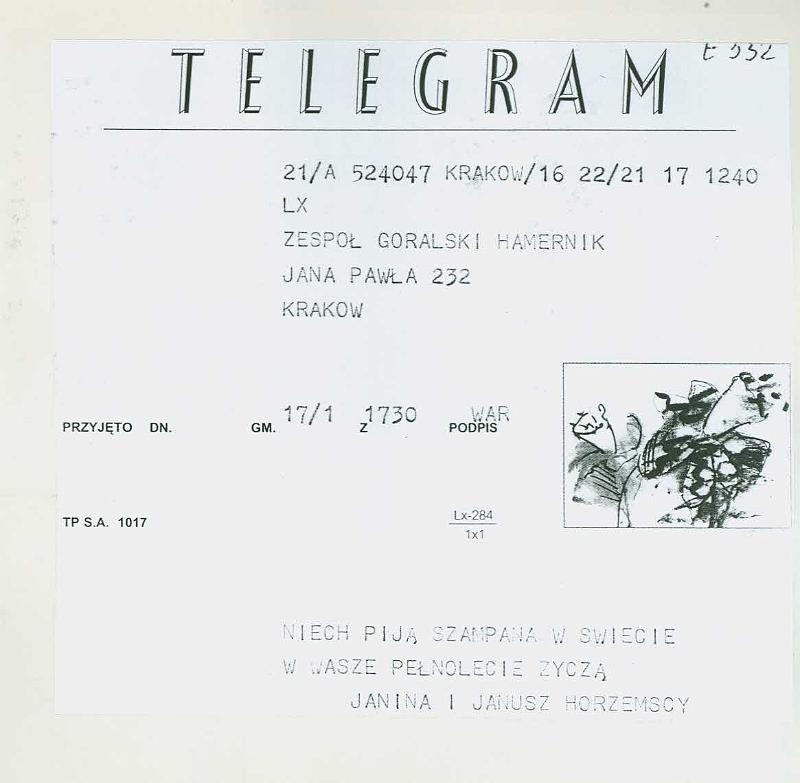 TELEGRAM
21/A 524047 KRAKOW/16 22/21 17 1240
LX
ZESPOŁ GORALSKI HAMERNIK
JANA PAWŁA 232
KRAKOW
17/1 1730 WAR
PRZYJĘTO DN. GM. Z PODPIS
TP S.A. 1017
Lx-284
1x1
NIECH PIJĄ SZAMPANA W SWIECIE
W WASZE PEŁNOLECIE ZYCZĄ
JANINA I JANUSZ HORZEMSCY